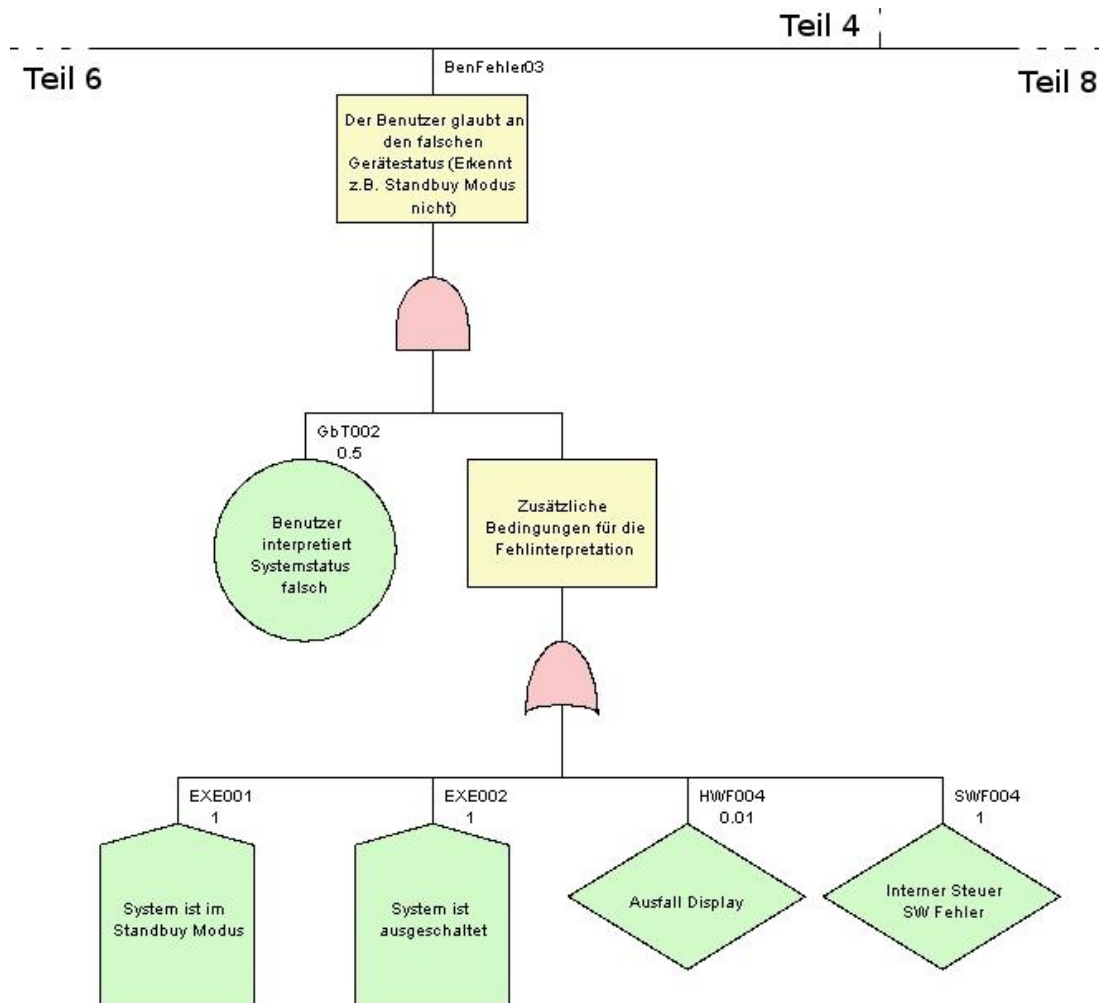 Teil 4
Teil 6
BenFehler03
Teil 8
Der Benutzer glaubt an
den falschen
Gerätestatus (Erkennt
z.B. Standbuy Modus
nicht)
GbT002
0.5
Benutzer
interpretiert
Systemstatus
falsch
Zusätzliche
Bedingungen für die
Fehlinterpretation
EXE001
1
System ist im
Standbuy Modus
EXE002
1
System ist
ausgeschaltet
HWF004
0.01
Ausfall Display
SWF004
1
Interner Steuer
SW Fehler